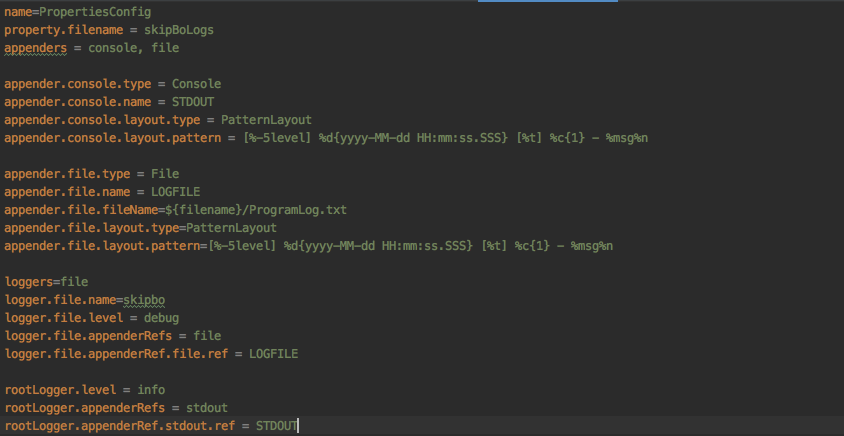 name=PropertiesConfig
property.filename = skipBoLogs
appenders = console, file
appender.console.type = Console
appender.console.name = STDOUT
appender.console.layout.type = PatternLayout
appender.console.layout.pattern = [%-5level] %d{yyyy-MM-dd HH:mm:ss.SSS} [%t] %c{1} - %msg%n
appender.file.type = File
appender.file.name = LOGFILE
appender.file.fileName=${filename}/ProgramLog.txt
appender.file.layout.type=PatternLayout
appender.file.layout.pattern=[%-5level] %d{yyyy-MM-dd HH:mm:ss.SSS} [%t] %c{1} - %msg%n
loggers=file
logger.file.name=skipbo
logger.file.level = debug
logger.file.appenderRefs = file
logger.file.appenderRef.file.ref = LOGFILE
rootLogger.level = info
rootLogger.appenderRefs = stdout
rootLogger.appenderRef.stdout.ref = STDOUT